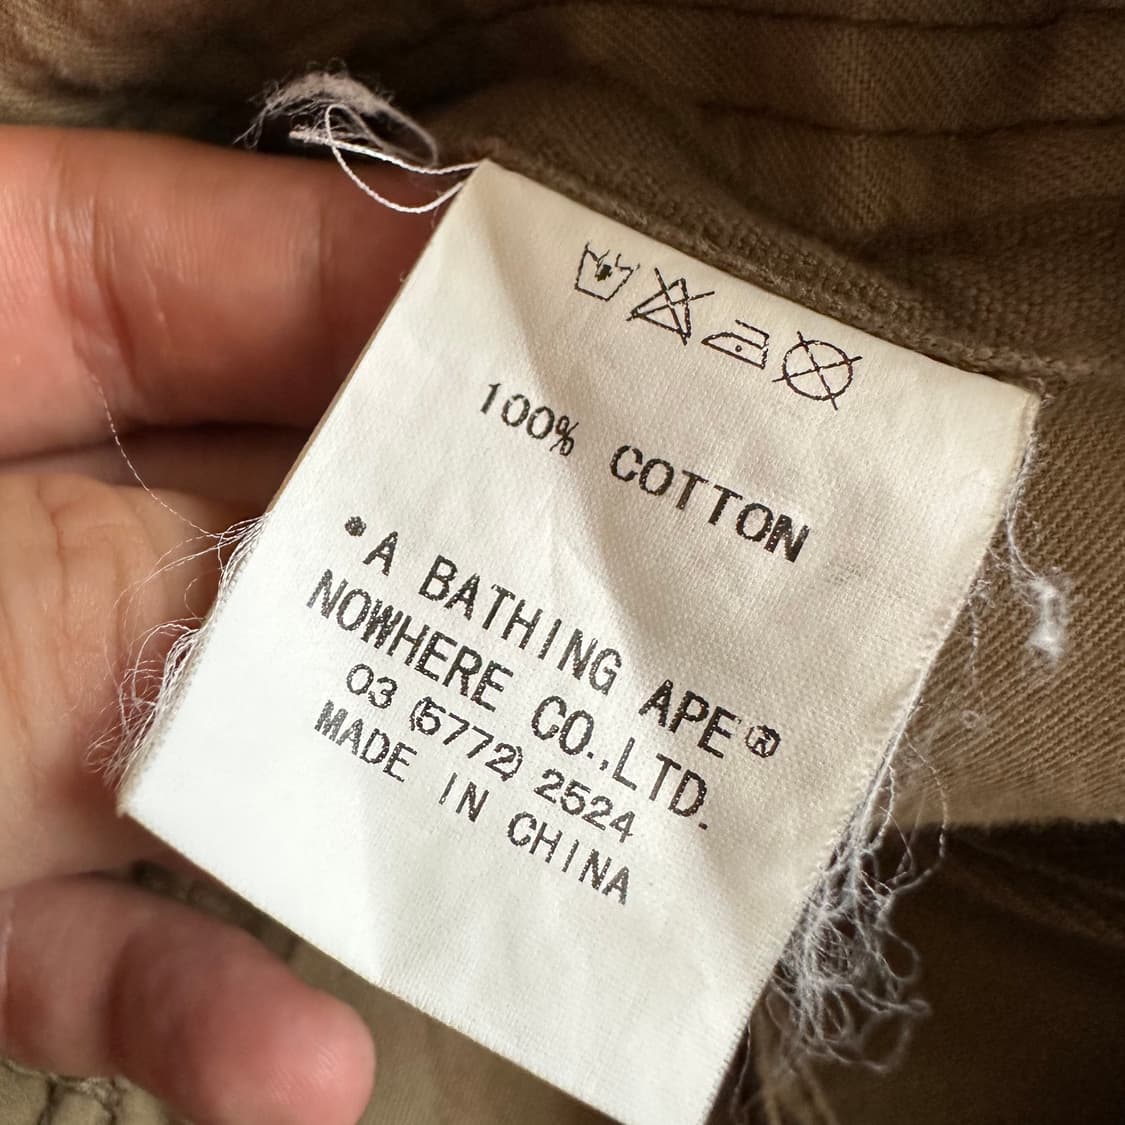 100% COTTON
•A BATHING APE®
NOWHERE CO.,LTD.
03 (5772) 2524
MADE IN CHINA